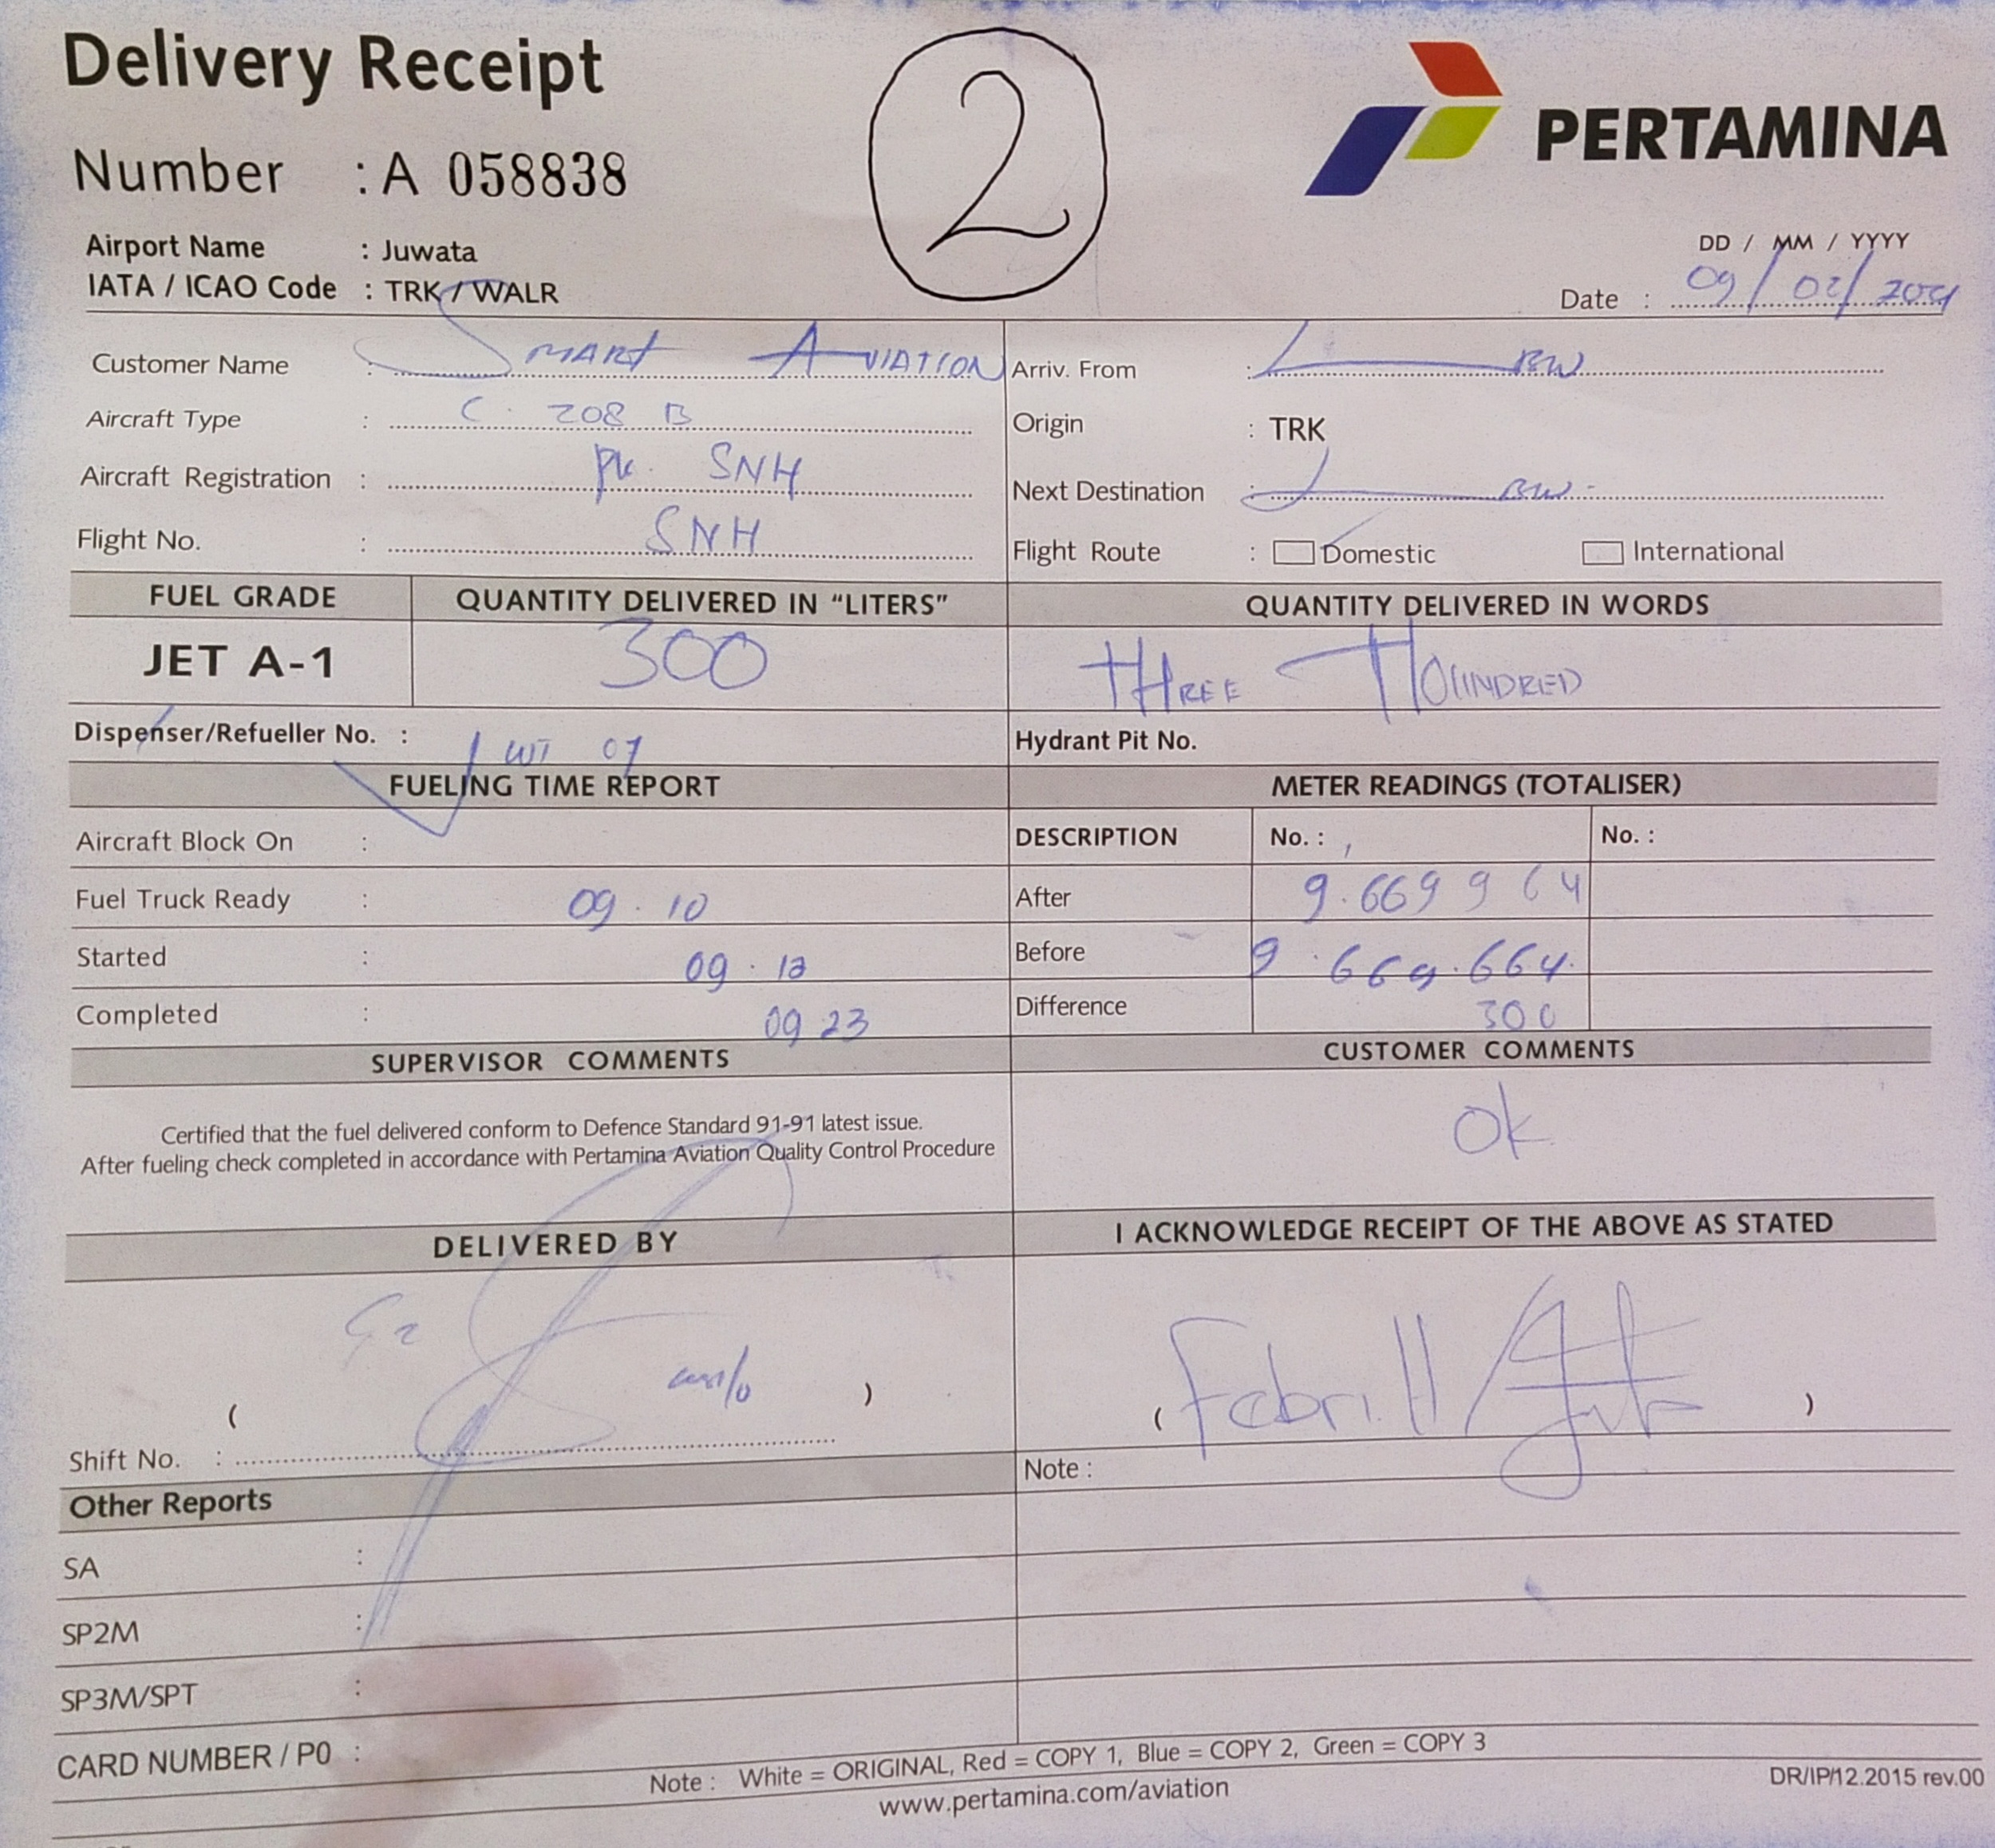 Delivery Receipt
2
PERTAMINA
Number : A 058838
Airport Name : Juwata
IATA / ICAO Code : TRK / WALR
DD / MM / YYYY
Date : 09/02/2021
Customer Name : SMART AVIATION
Arriv. From : LBW
Aircraft Type : C 208 B
Origin : TRK
Aircraft Registration : PK. SNH
Next Destination : LBW
Flight No. : SNH
Flight Route : Domestic International
FUEL GRADE QUANTITY DELIVERED IN “LITERS” QUANTITY DELIVERED IN WORDS
JET A-1 300 THREE HOUNDRED
Dispenser/Refueller No. : WT 07 Hydrant Pit No.
FUELING TIME REPORT METER READINGS (TOTALISER)
Aircraft Block On : DESCRIPTION No. : No. :
Fuel Truck Ready : 09.10 After 9.669 964
Started : 09. Before 9.669.664.
Completed : 09 23 Difference 300
SUPERVISOR COMMENTS CUSTOMER COMMENTS
Certified that the fuel delivered conform to Defence Standard 91-91 latest issue.
After fueling check completed in accordance with Pertamina Aviation Quality Control Procedure
Ok
DELIVERED BY I ACKNOWLEDGE RECEIPT OF THE ABOVE AS STATED
( ) ( )
Shift No. :
Note :
Other Reports
SA :
SP2M :
SP3M/SPT :
CARD NUMBER / P0 :
Note : White = ORIGINAL, Red = COPY 1, Blue = COPY 2, Green = COPY 3
www.pertamina.com/aviation
DR/IP/12.2015 rev.00